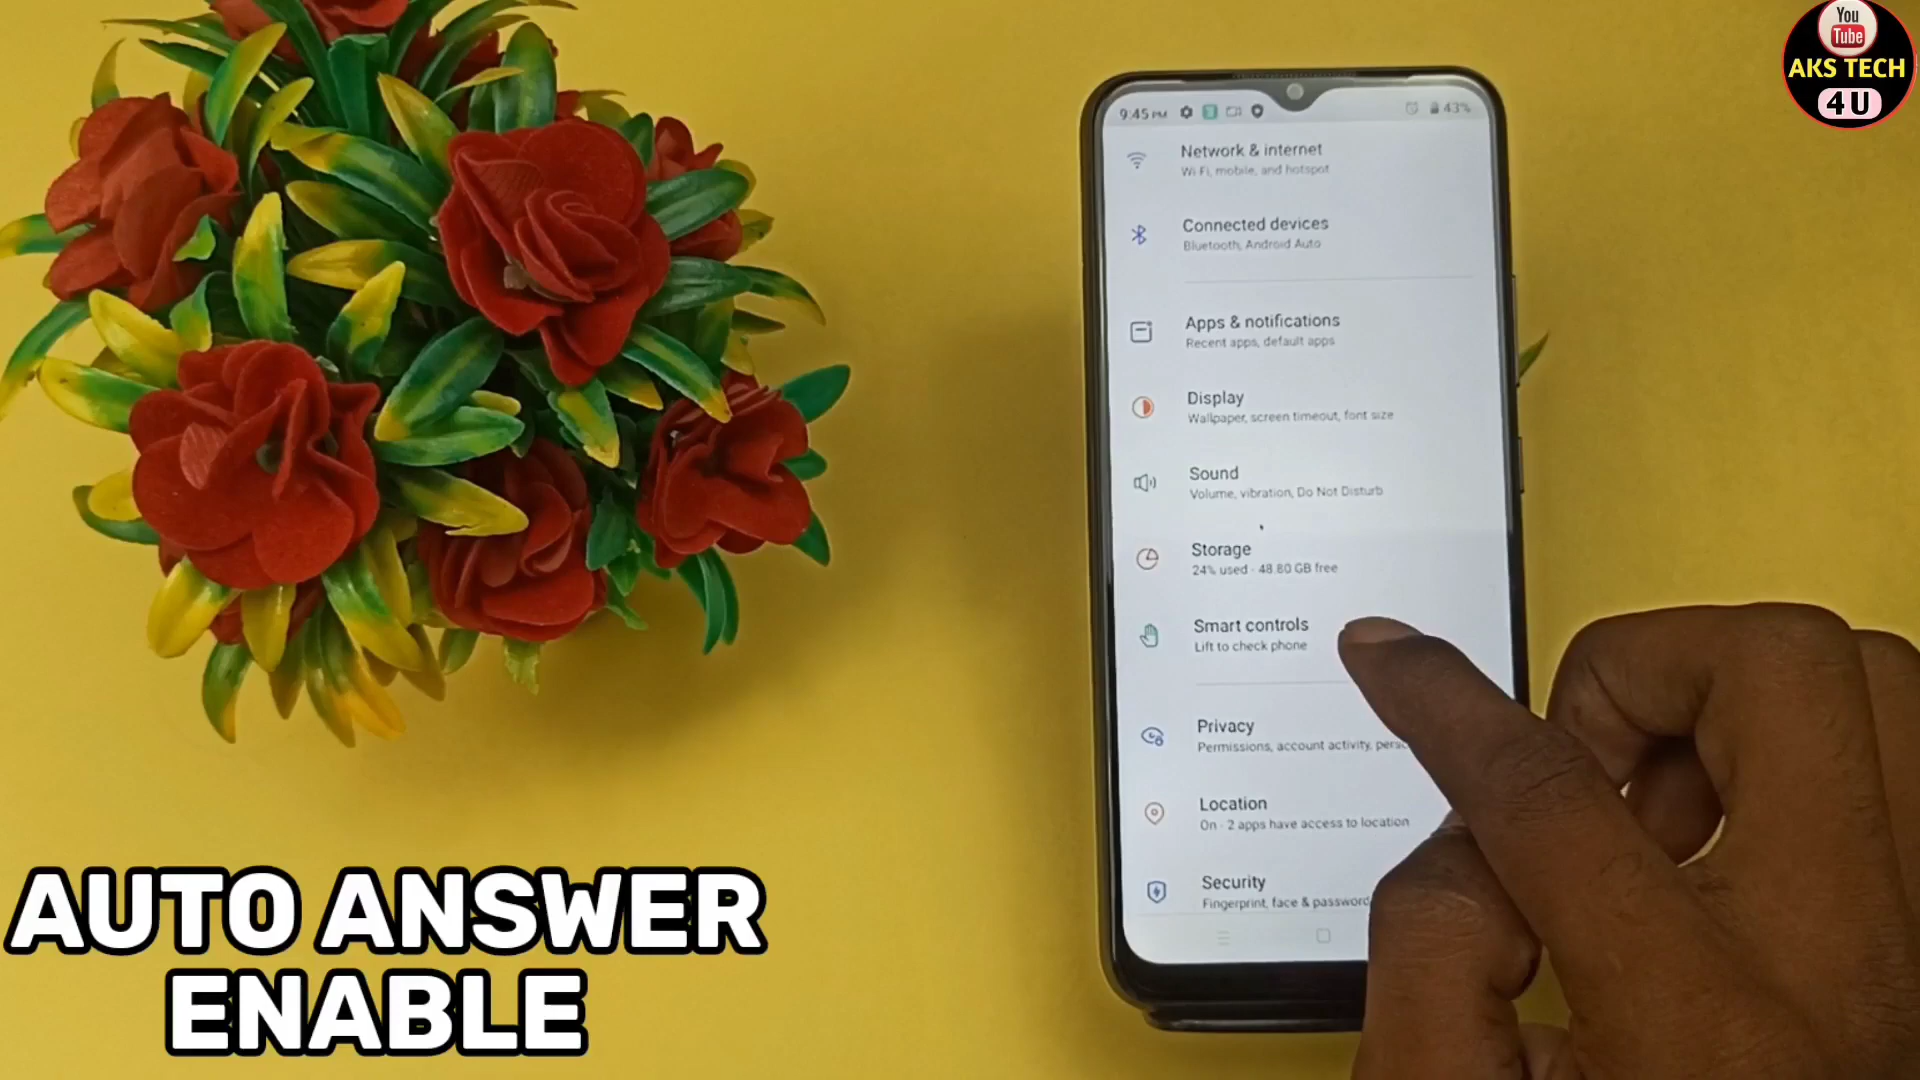 You
Tube
AKS TECH
4 U
9:45 PM
43%
Network & internet
Wi-Fi, mobile, and hotspot
Connected devices
Bluetooth, Android Auto
Apps & notifications
Recent apps, default apps
Display
Wallpaper, screen timeout, font size
Sound
Volume, vibration, Do Not Disturb
Storage
24% used - 48.80 GB free
Smart controls
Lift to check phone
Privacy
Permissions, account activity, perso
Location
On - 2 apps have access to location
Security
Fingerprint, face & password
AUTO ANSWER
ENABLE